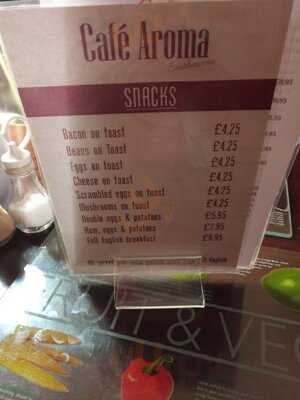 Café Aroma
SNACKS
Bacon on toast £4.25
Beans on Toast £4.25
Eggs on toast £4.25
Cheese on toast £4.25
Scrambled eggs on toast £4.25
Mushrooms on toast £4.25
Double eggs & potatoes £5.95
Ham, eggs & potatoes £7.95
Full English breakfast
FRUIT & VE